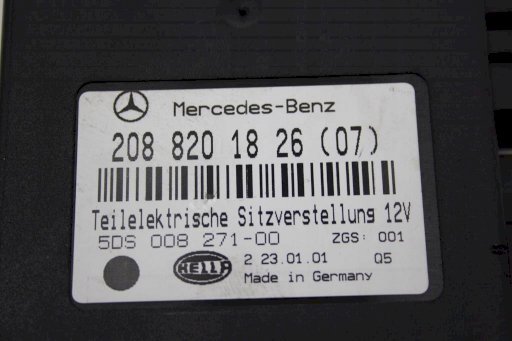 Mercedes-Benz
208 820 18 26 (07)
Teilelektrische Sitzverstellung 12V
5DS 008 271-00 ZGS: 001
HELLA 2 23.01.01 Q5
Made in Germany